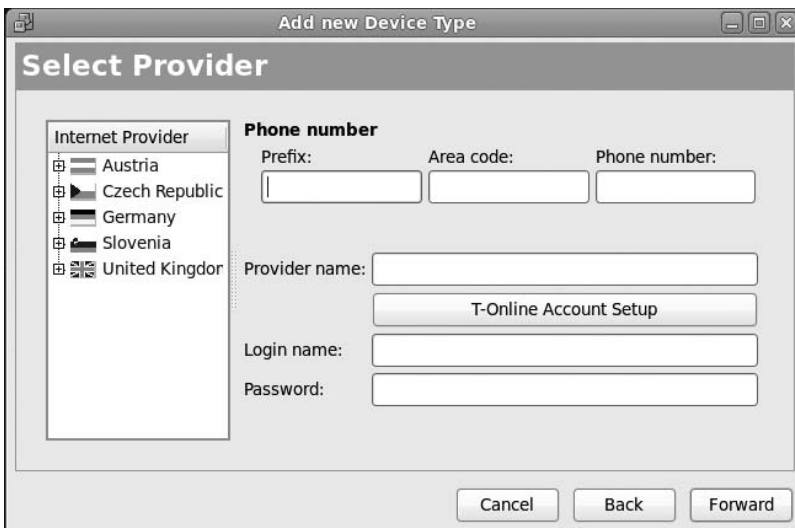 Add new Device Type
Select Provider
Internet Provider
Austria
Czech Republic
Germany
Slovenia
United Kingdor
Phone number
Prefix:
Area code:
Phone number:
Provider name:
T-Online Account Setup
Login name:
Password:
Cancel
Back
Forward